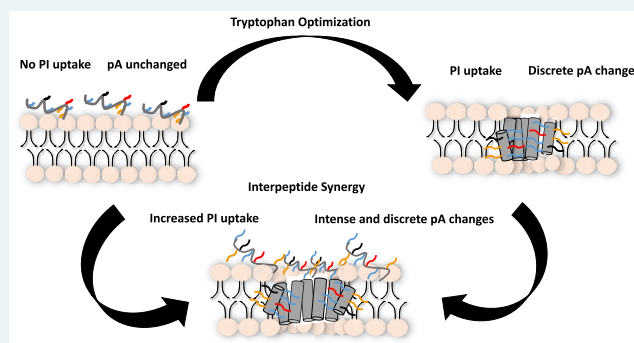 Tryptophan Optimization
No PI uptake pA unchanged
PI uptake Discrete pA change
Interpeptide Synergy
Increased PI uptake Intense and discrete pA changes